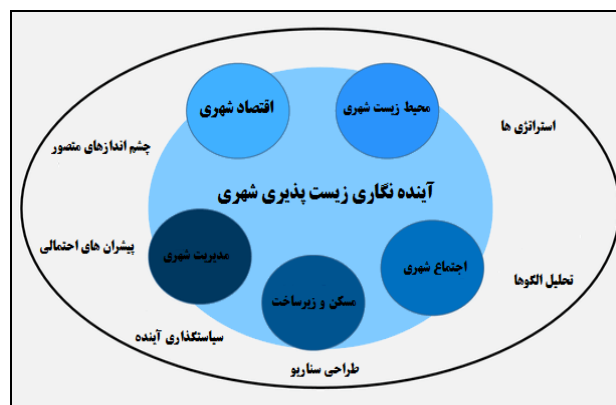 محیط زیست شهری
اقتصاد شهری
استراتژی ها
چشم اندازهای متصور
آینده نگاری زیست پذیری شهری
پیشران های احتمالی
مدیریت شهری
اجتماع شهری
تحلیل الگوها
مسکن و زیرساخت
سیاستگذاری آینده
طراحی سناریو